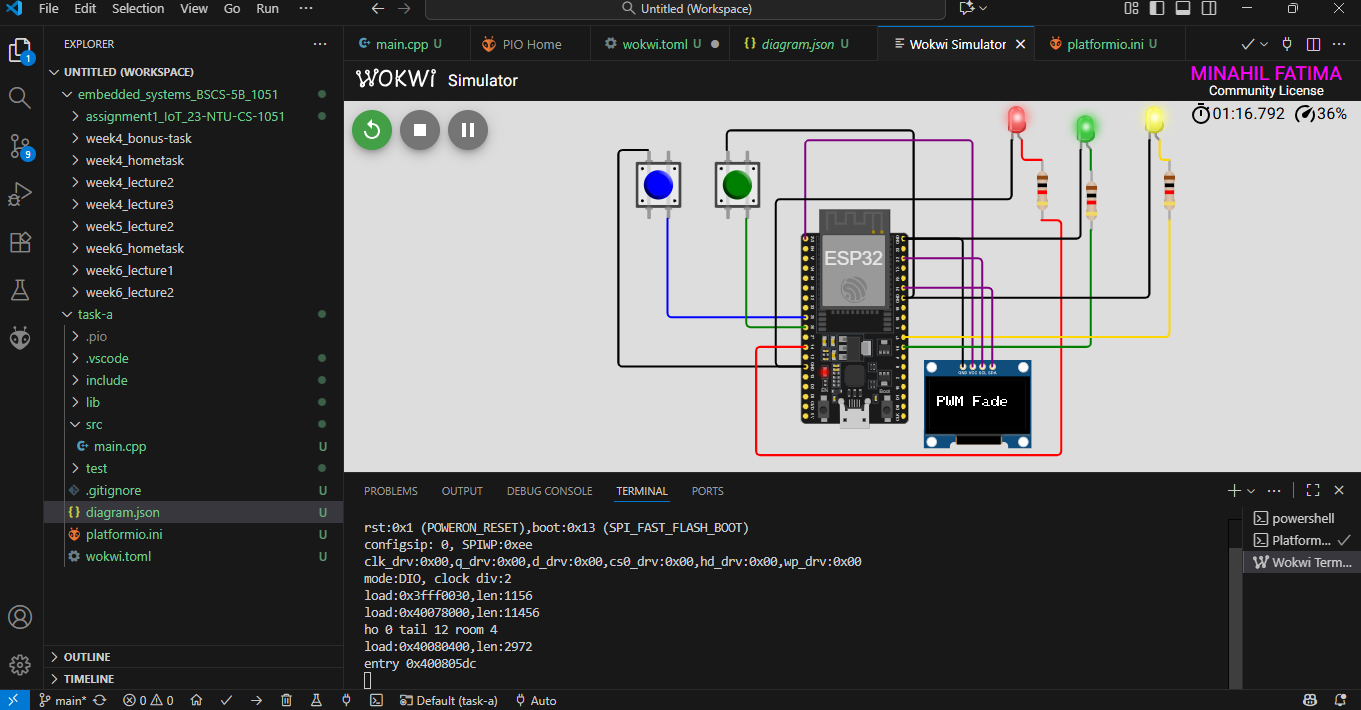 File Edit Selection View Go Run ··· Untitled (Workspace)
EXPLORER ···
main.cpp U PIO Home wokwi.toml U diagram.json U Wokwi Simulator platformio.ini U
UNTITLED (WORKSPACE)
embedded_systems_BSCS-5B_1051
assignment1_IoT_23-NTU-CS-1051
week4_bonus-task
week4_hometask
week4_lecture2
week4_lecture3
week5_lecture2
week6_hometask
week6_lecture1
week6_lecture2
task-a
.pio
.vscode
include
lib
src
main.cpp U
test
.gitignore U
diagram.json U
platformio.ini U
wokwi.toml U
OUTLINE
TIMELINE
1
9
WOKWI Simulator
MINAHIL FATIMA
Community License
01:16.792 36%
ESP32
GND VCC SCL SDA
PWM Fade
PROBLEMS OUTPUT DEBUG CONSOLE TERMINAL PORTS
rst:0x1 (POWERON_RESET),boot:0x13 (SPI_FAST_FLASH_BOOT)
configsip: 0, SPIWP:0xee
clk_drv:0x00,q_drv:0x00,d_drv:0x00,cs0_drv:0x00,hd_drv:0x00,wp_drv:0x00
mode:DIO, clock div:2
load:0x3fff0030,len:1156
load:0x40078000,len:11456
ho 0 tail 12 room 4
load:0x40080400,len:2972
entry 0x400805dc
powershell
Platform...
Wokwi Term...
main* 0 0 Default (task-a) Auto